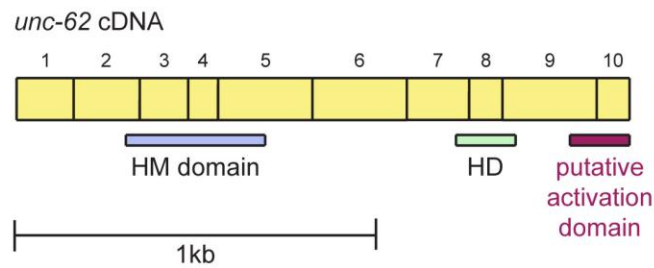 unc-62 cDNA
1 2 3 4 5 6 7 8 9 10
HM domain HD putative
activation
domain
1kb